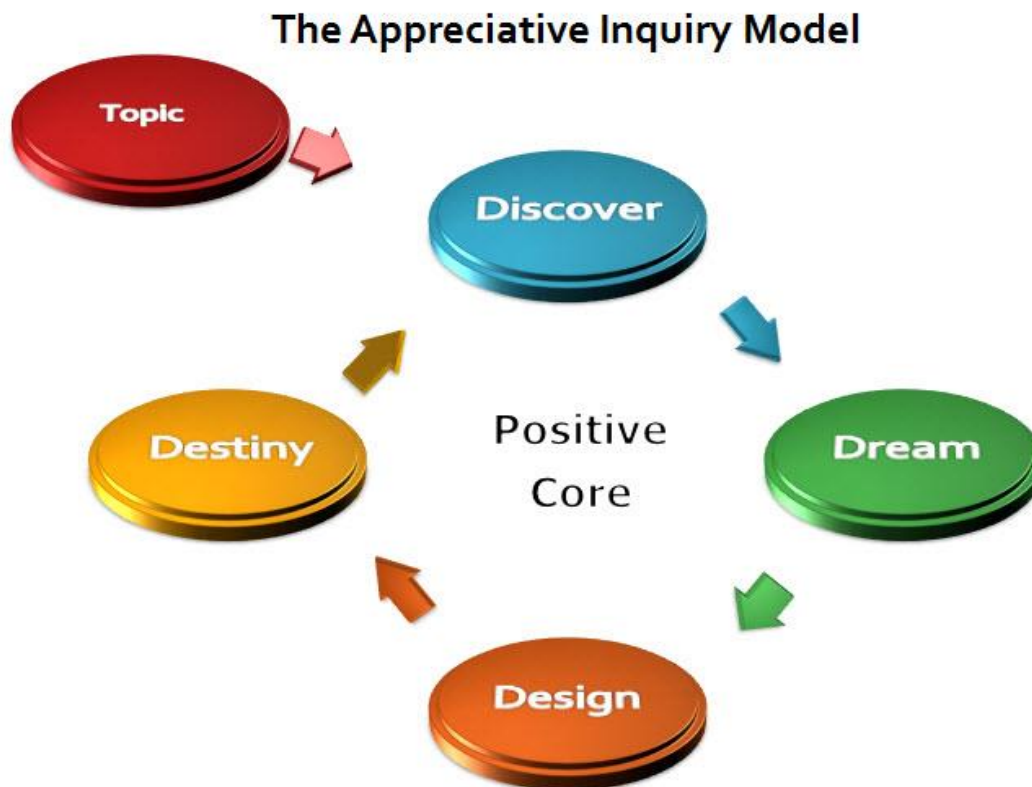 The Appreciative Inquiry Model
Topic
Discover
Destiny
Positive
Core
Dream
Design